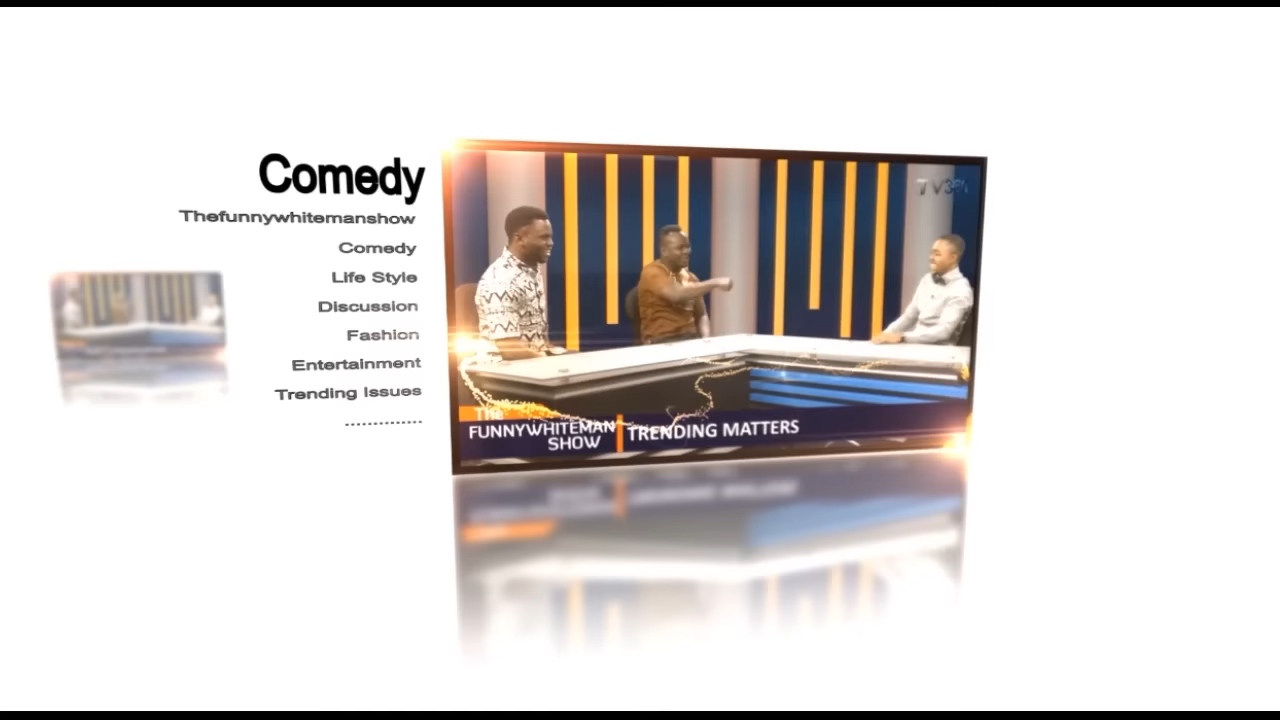 Comedy
Thefunnywhitemanshow
Comedy
Life Style
Discussion
Fashion
Entertainment
Trending Issues
The
FUNNYWHITEMAN
SHOW
TRENDING MATTERS